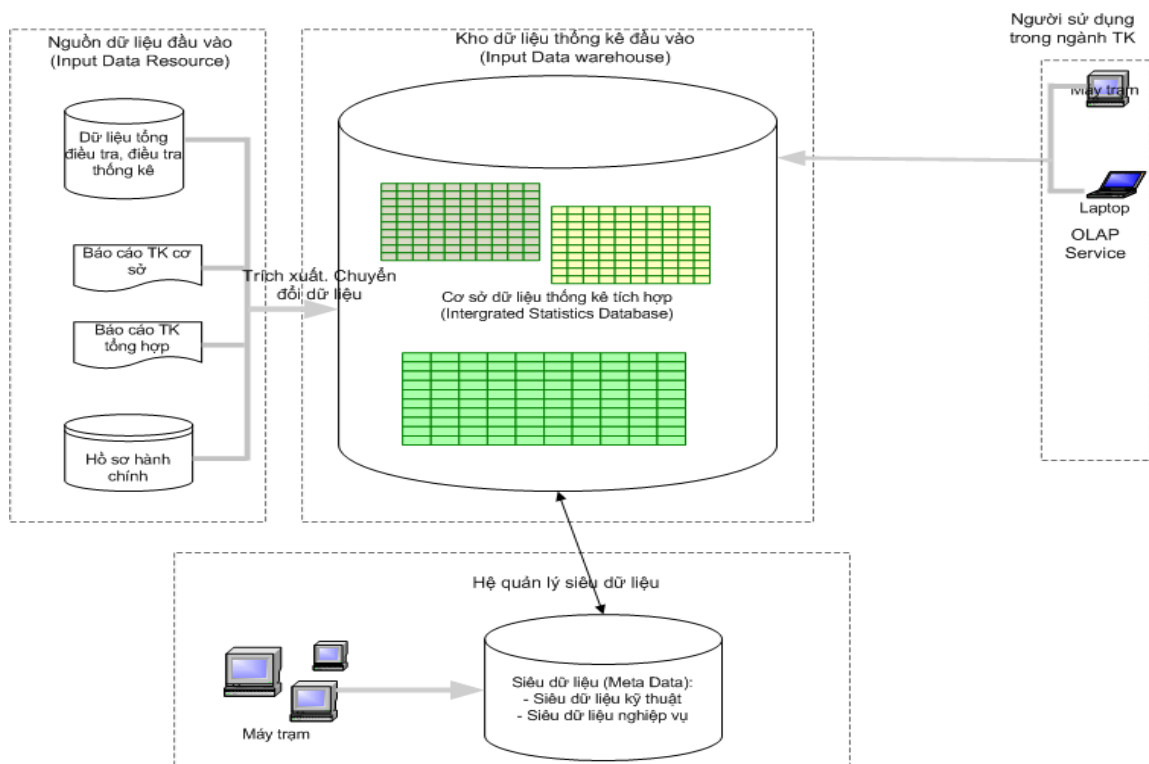 Nguồn dữ liệu đầu vào
(Input Data Resource)
Dữ liệu tổng
điều tra, điều tra
thống kê
Báo cáo TK cơ
sở
Báo cáo TK
tổng hợp
Hồ sơ hành
chính
Trích xuất. Chuyển
đổi dữ liệu
Kho dữ liệu thống kê đầu vào
(Input Data warehouse)
Cơ sở dữ liệu thống kê tích hợp
(Intergrated Statistics Database)
Người sử dụng
trong ngành TK
Máy trạm
Laptop
OLAP
Service
Hệ quản lý siêu dữ liệu
Máy trạm
Siêu dữ liệu (Meta Data):
- Siêu dữ liệu kỹ thuật
- Siêu dữ liệu nghiệp vụ